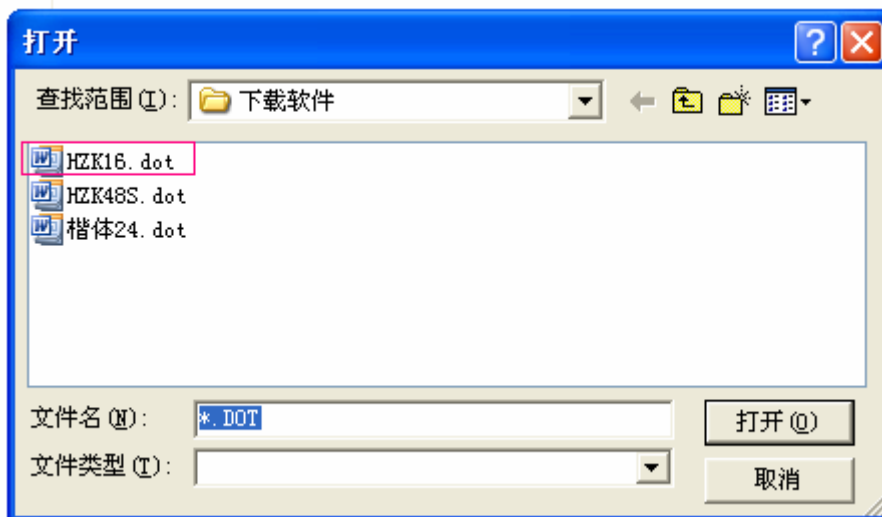 打开
查找范围(I): 下载软件
HZK16.dot
HZK48S.dot
楷体24.dot
文件名(N): *.DOT 打开(O)
文件类型(T): 取消